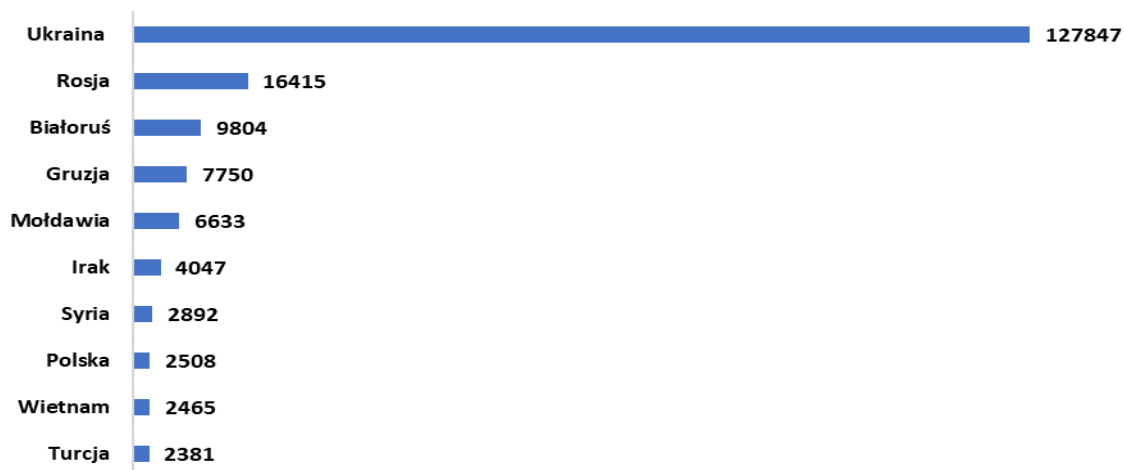 Ukraina 127847
Rosja 16415
Białoruś 9804
Gruzja 7750
Mołdawia 6633
Irak 4047
Syria 2892
Polska 2508
Wietnam 2465
Turcja 2381